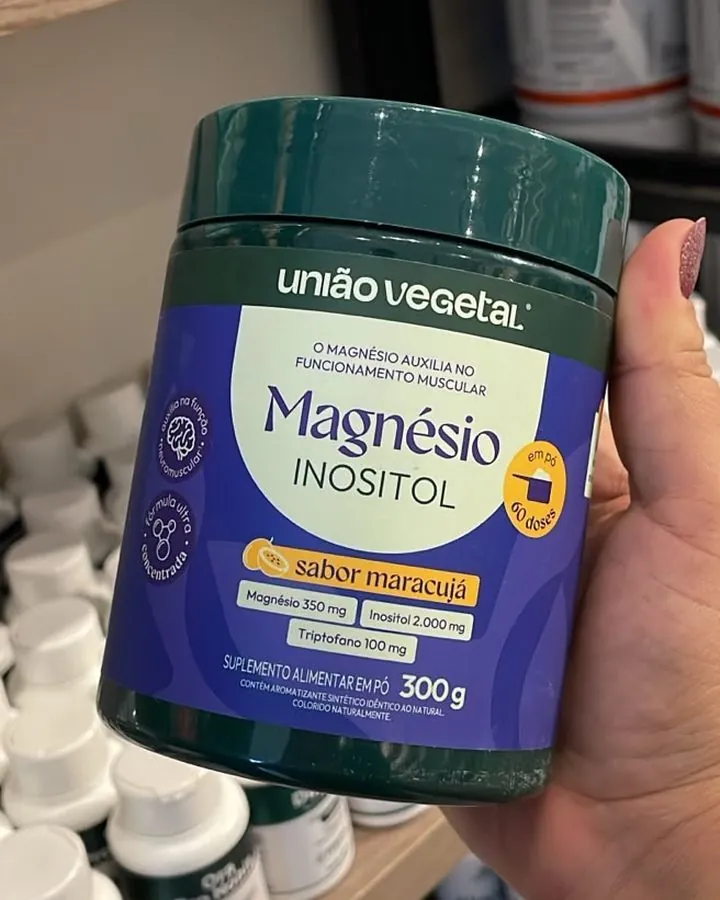 união vegetal®
O MAGNÉSIO AUXILIA NO
FUNCIONAMENTO MUSCULAR
Magnésio
INOSITOL
auxilia na função
neuromuscular
fórmula ultra
concentrada
em pó
60 doses
sabor maracujá
Magnésio 350 mg
Inositol 2.000 mg
Triptofano 100 mg
SUPLEMENTO ALIMENTAR EM PÓ 300g
CONTÉM AROMATIZANTE SINTÉTICO IDÊNTICO AO NATURAL.
COLORIDO NATURALMENTE.